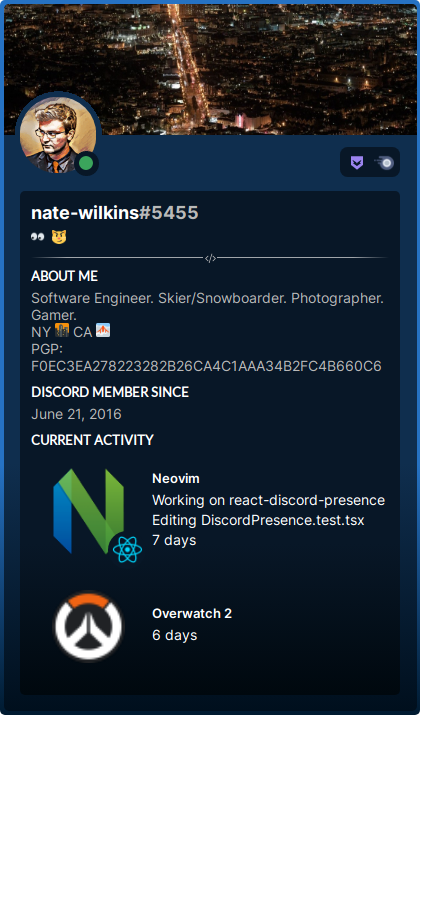 nate-wilkins#5455
👀 😼
</>
ABOUT ME
Software Engineer. Skier/Snowboarder. Photographer.
Gamer.
NY 🌆 CA 🌁
PGP:
F0EC3EA278223282B26CA4C1AAA34B2FC4B660C6
DISCORD MEMBER SINCE
June 21, 2016
CURRENT ACTIVITY
Neovim
Working on react-discord-presence
Editing DiscordPresence.test.tsx
7 days
Overwatch 2
6 days